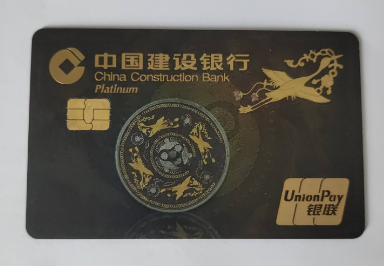 中国建设银行
China Construction Bank
Platinum
UnionPay
银联